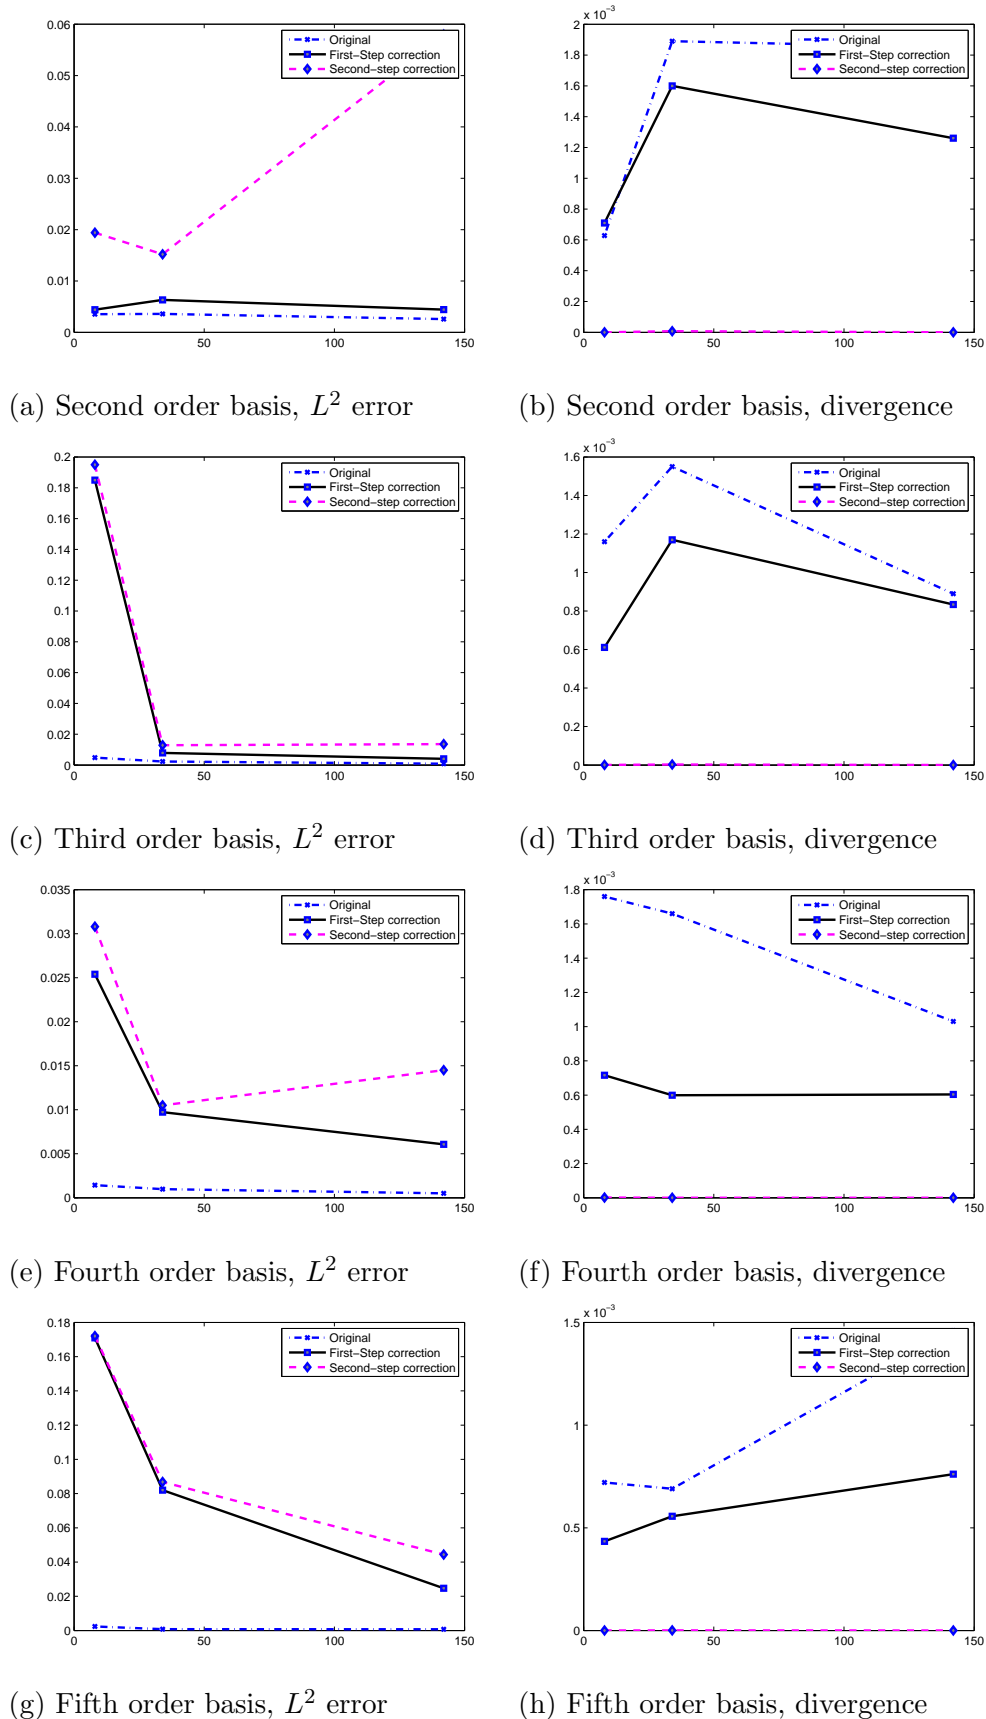 0.06
0.05
0.04
0.03
0.02
0.01
0
0
50
100
150
Original
First−Step correction
Second−step correction
x 10⁻³
2
1.8
1.6
1.4
1.2
1
0.8
0.6
0.4
0.2
0
0
50
100
150
Original
First−Step correction
Second−step correction
(a) Second order basis, L² error
(b) Second order basis, divergence
0.2
0.18
0.16
0.14
0.12
0.1
0.08
0.06
0.04
0.02
0
0
50
100
150
Original
First−Step correction
Second−step correction
x 10⁻³
1.6
1.4
1.2
1
0.8
0.6
0.4
0.2
0
0
50
100
150
Original
First−Step correction
Second−step correction
(c) Third order basis, L² error
(d) Third order basis, divergence
0.035
0.03
0.025
0.02
0.015
0.01
0.005
0
0
50
100
150
Original
First−Step correction
Second−step correction
x 10⁻³
1.8
1.6
1.4
1.2
1
0.8
0.6
0.4
0.2
0
0
50
100
150
Original
First−Step correction
Second−step correction
(e) Fourth order basis, L² error
(f) Fourth order basis, divergence
0.18
0.16
0.14
0.12
0.1
0.08
0.06
0.04
0.02
0
0
50
100
150
Original
First−Step correction
Second−step correction
x 10⁻³
1.5
1
0.5
0
0
50
100
150
Original
First−Step correction
Second−step correction
(g) Fifth order basis, L² error
(h) Fifth order basis, divergence